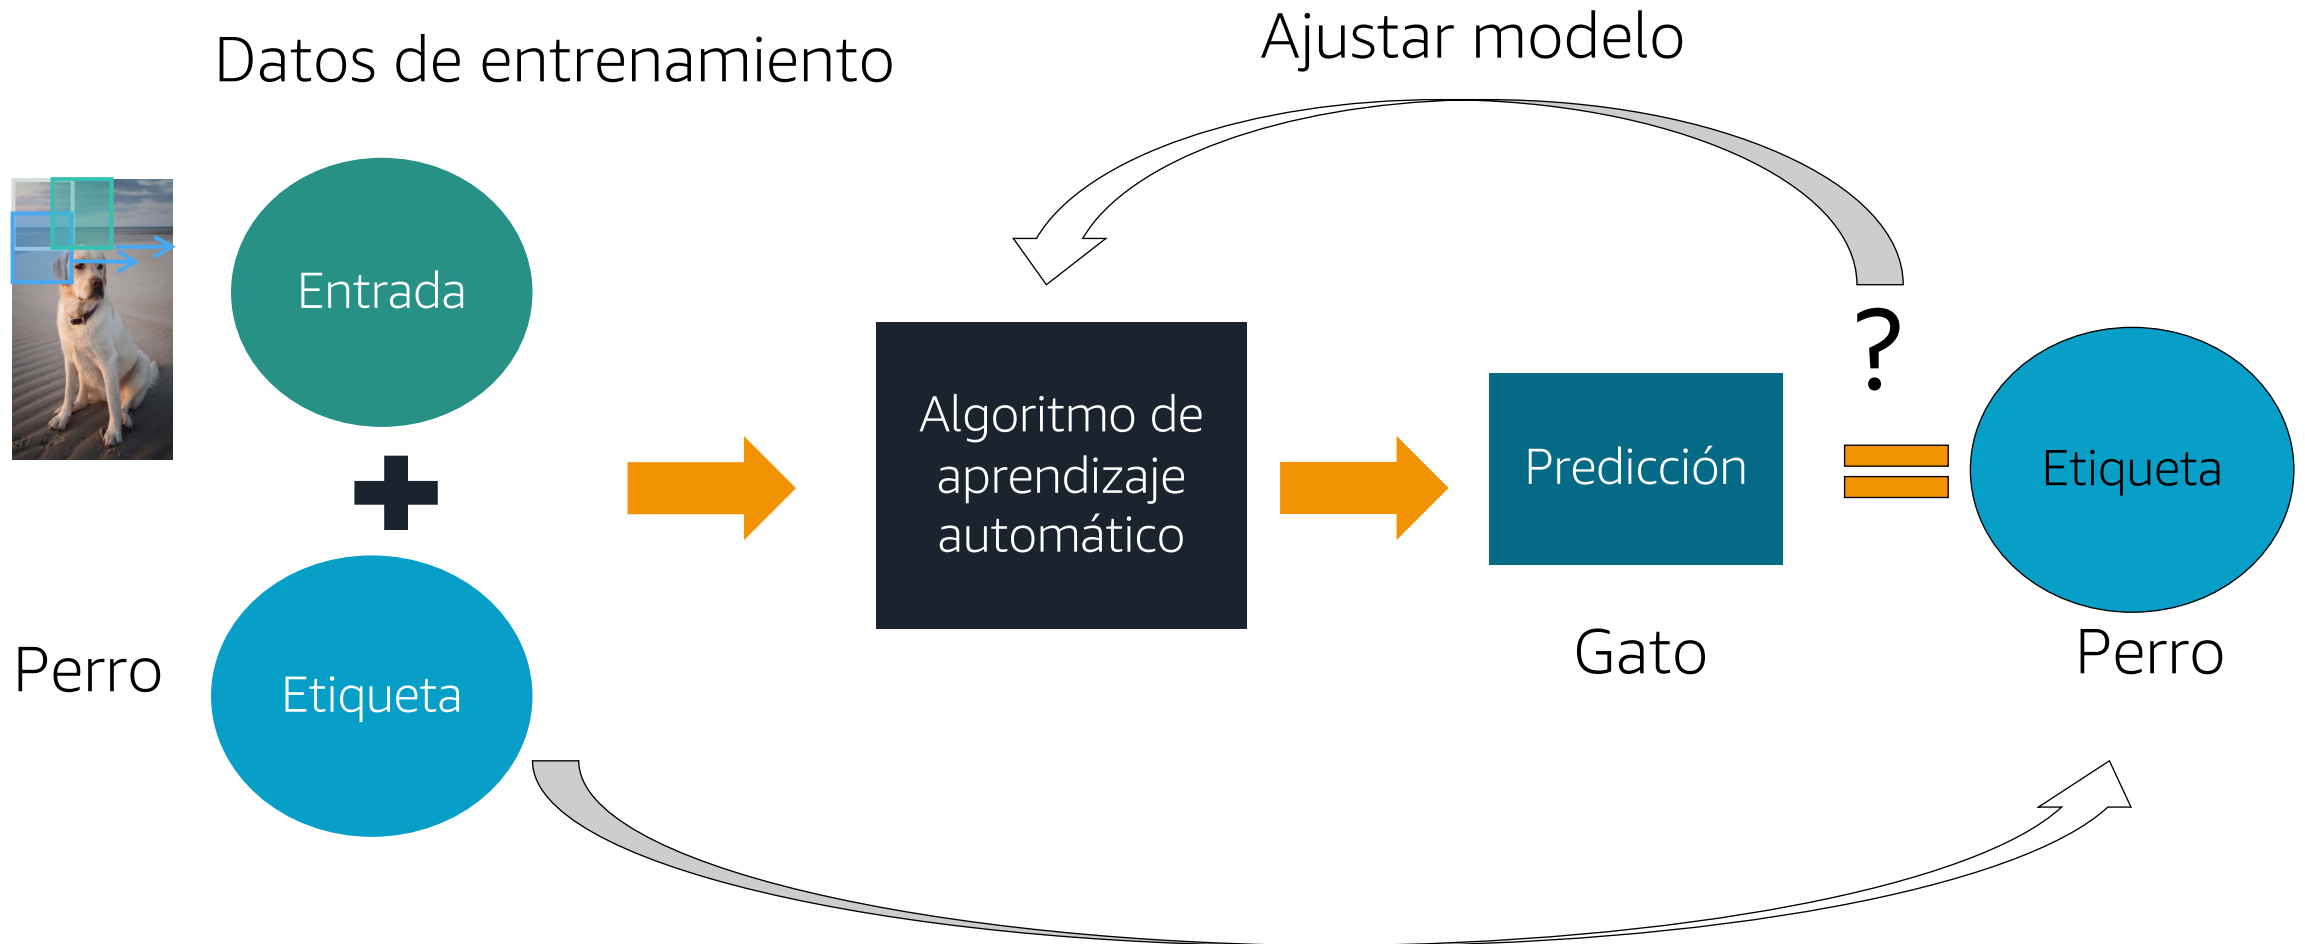 Datos de entrenamiento
Ajustar modelo
Entrada
?
Algoritmo de
aprendizaje
automático
Predicción
=
Etiqueta
Gato
Perro
Perro
Etiqueta